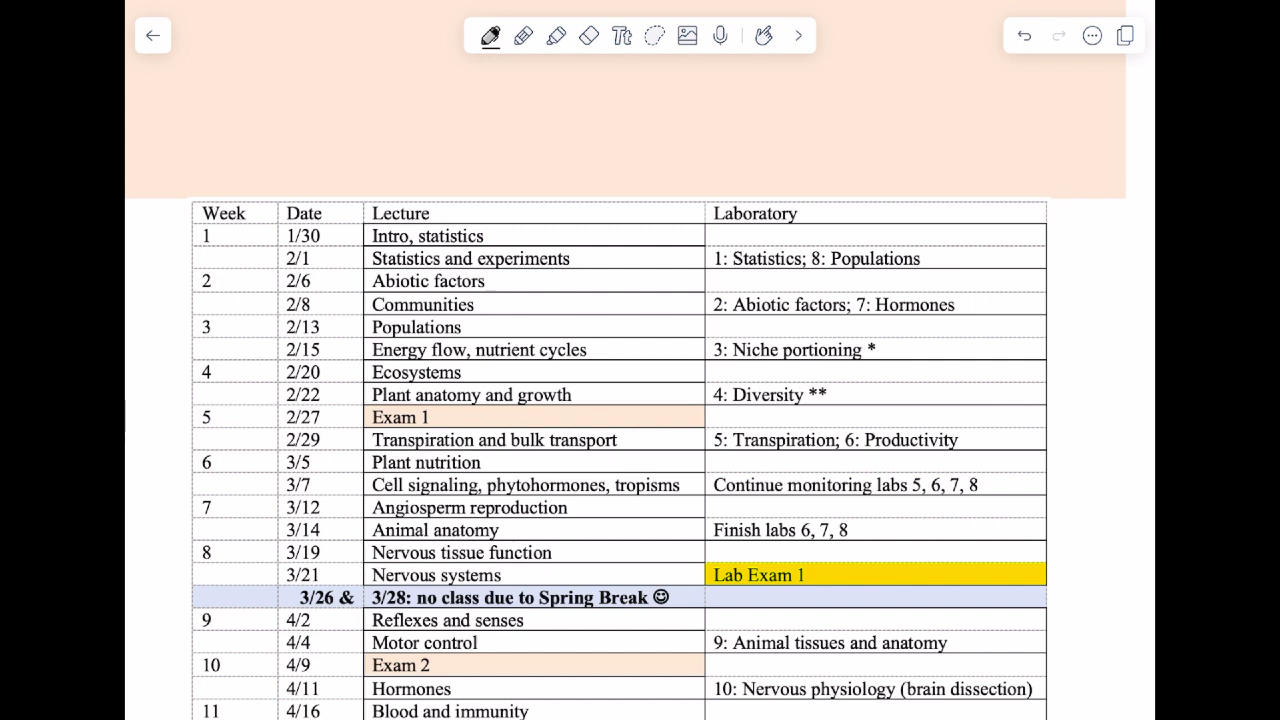 Tt
Week Date Lecture Laboratory
1 1/30 Intro, statistics
2/1 Statistics and experiments 1: Statistics; 8: Populations
2 2/6 Abiotic factors
2/8 Communities 2: Abiotic factors; 7: Hormones
3 2/13 Populations
2/15 Energy flow, nutrient cycles 3: Niche portioning *
4 2/20 Ecosystems
2/22 Plant anatomy and growth 4: Diversity **
5 2/27 Exam 1
2/29 Transpiration and bulk transport 5: Transpiration; 6: Productivity
6 3/5 Plant nutrition
3/7 Cell signaling, phytohormones, tropisms Continue monitoring labs 5, 6, 7, 8
7 3/12 Angiosperm reproduction
3/14 Animal anatomy Finish labs 6, 7, 8
8 3/19 Nervous tissue function
3/21 Nervous systems Lab Exam 1
3/26 & 3/28: no class due to Spring Break ☺
9 4/2 Reflexes and senses
4/4 Motor control 9: Animal tissues and anatomy
10 4/9 Exam 2
4/11 Hormones 10: Nervous physiology (brain dissection)
11 4/16 Blood and immunity